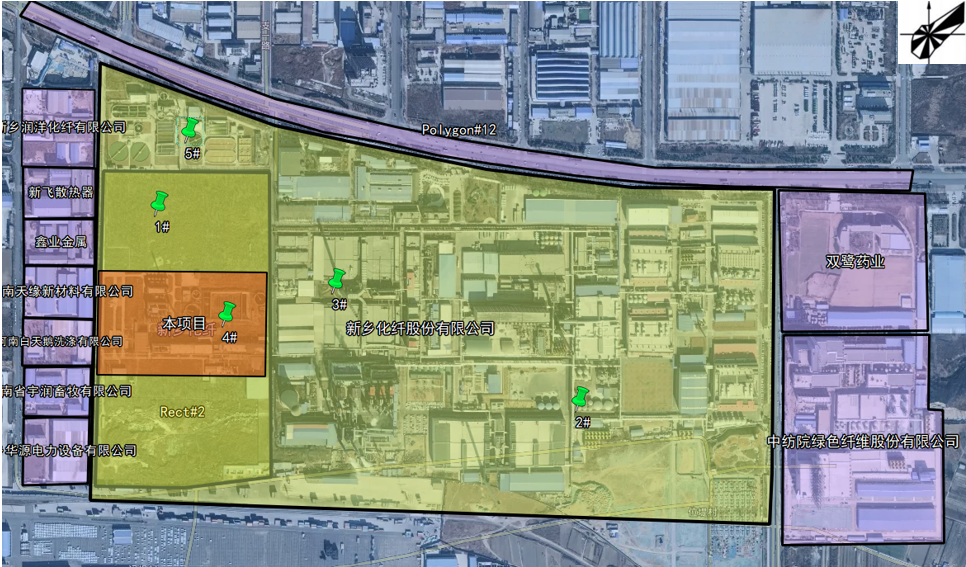 Polygon#12
乡润洋化纤有限公司
5#
新飞散热器
1#
鑫业金属
双鹭药业
南天缘新材料有限公司
3#
本项目
4#
新乡化纤股份有限公司
河南白天鹅洗涤有限公司
南省宇润畜牧有限公司
2#
Rect#2
中纺院绿色纤维股份有限公司
华源电力设备有限公司